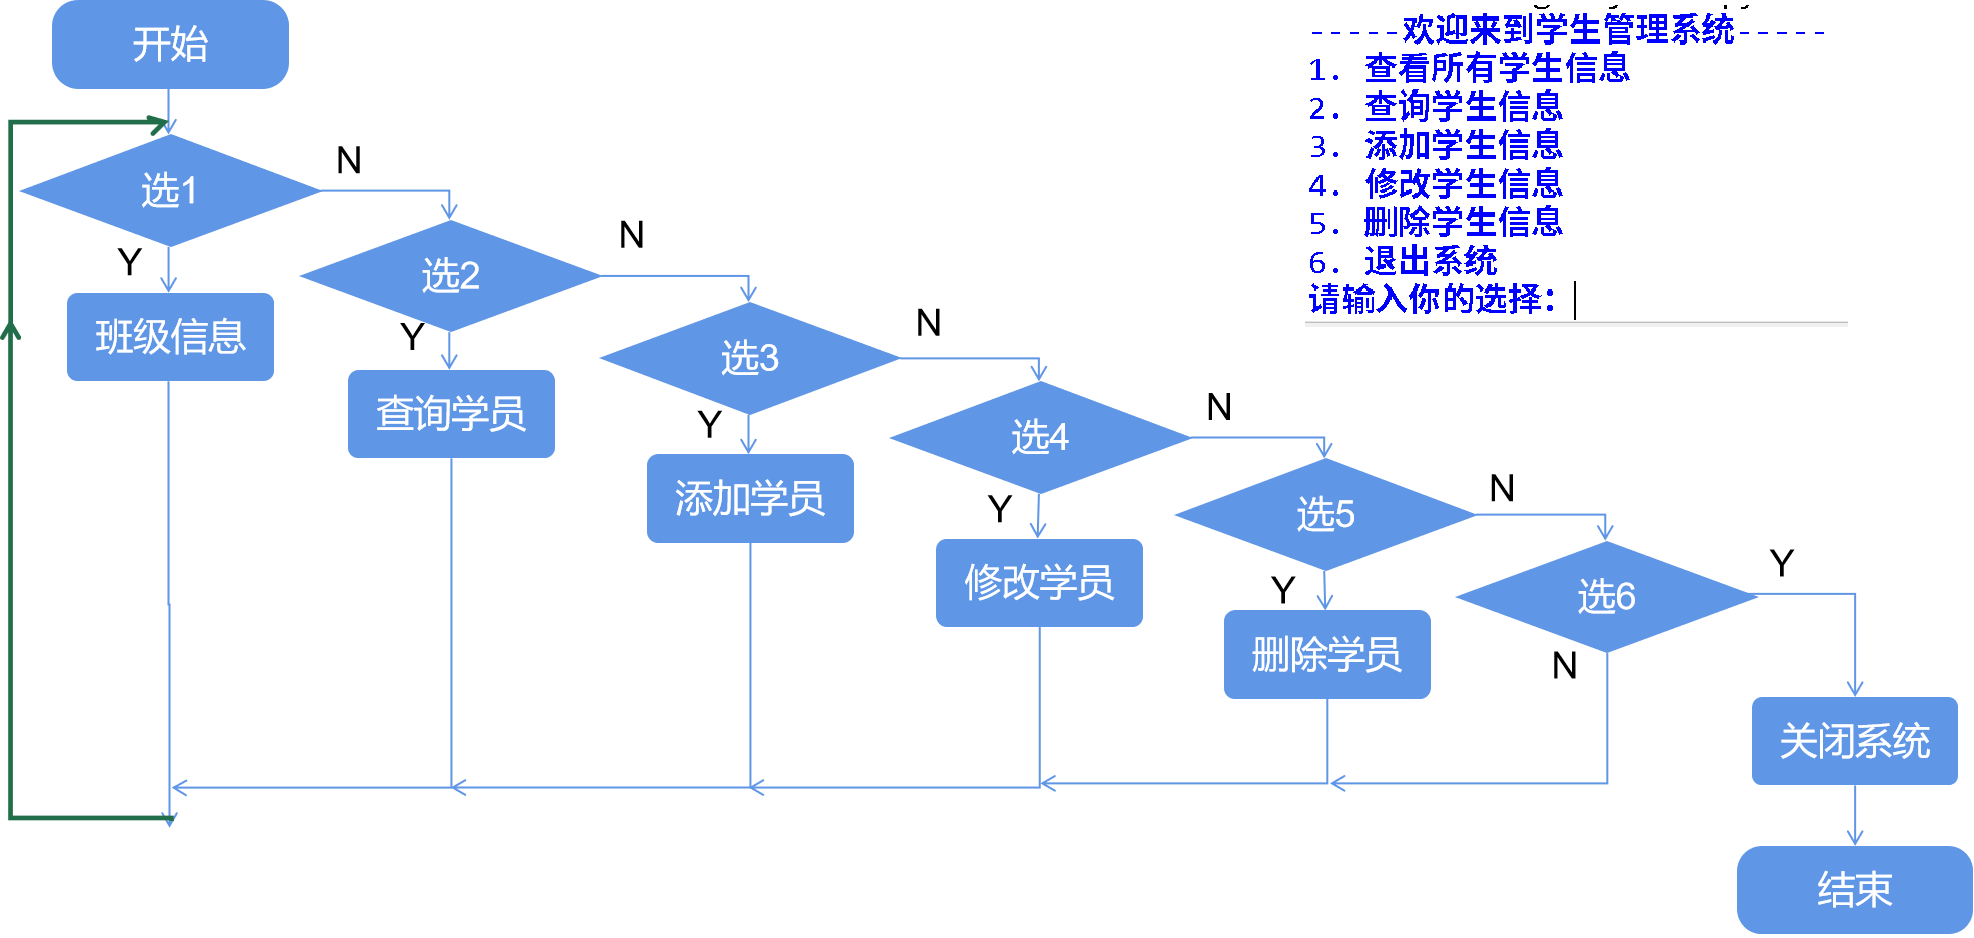 开始
-----欢迎来到学生管理系统-----
1. 查看所有学生信息
2. 查询学生信息
3. 添加学生信息
4. 修改学生信息
5. 删除学生信息
6. 退出系统
请输入你的选择：
选1
N
Y
班级信息
选2
N
Y
查询学员
选3
N
Y
添加学员
选4
N
Y
修改学员
选5
N
Y
删除学员
选6
Y
N
关闭系统
结束